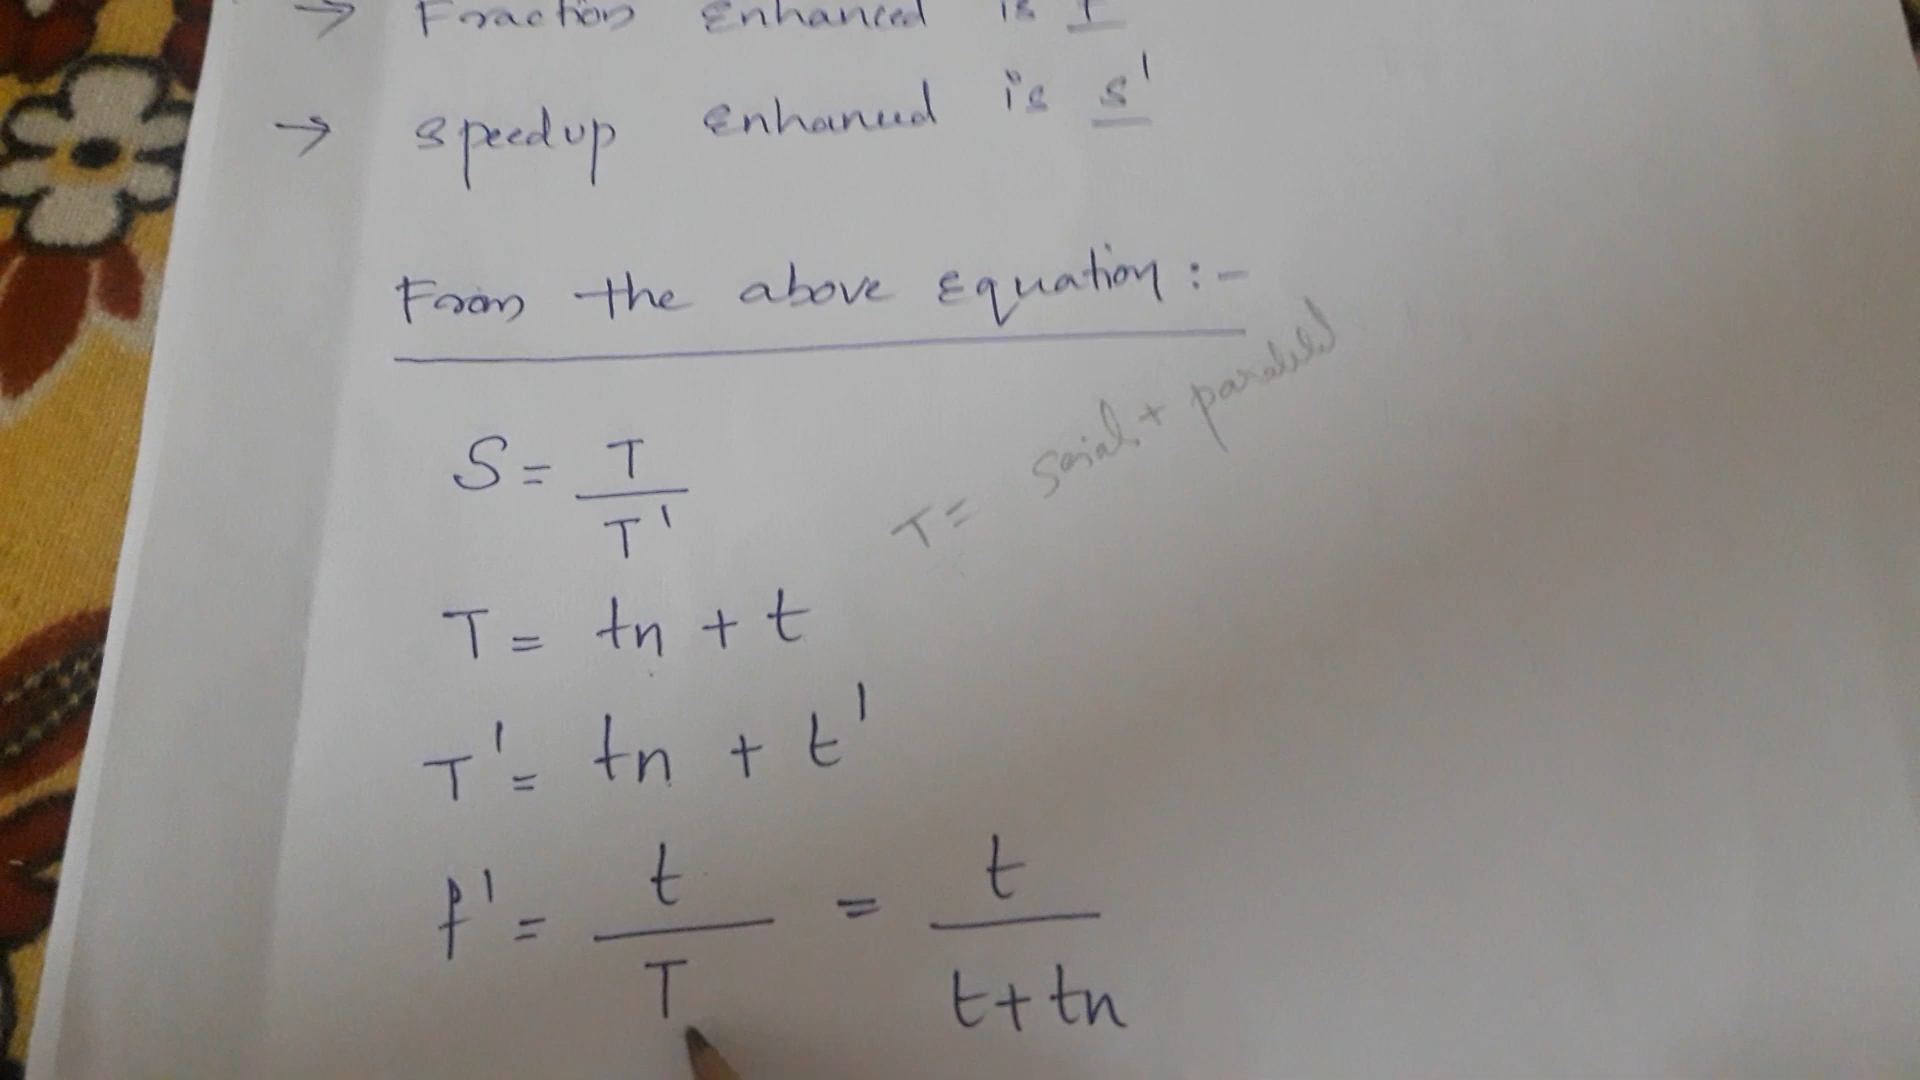 → Fraction Enhanced is
→ speedup Enhanced is s'
From the above Equation :-
S = T / T'
T = serial + parallel
T = tn + t
T' = tn + t'
f' = t / T = t / t + tn